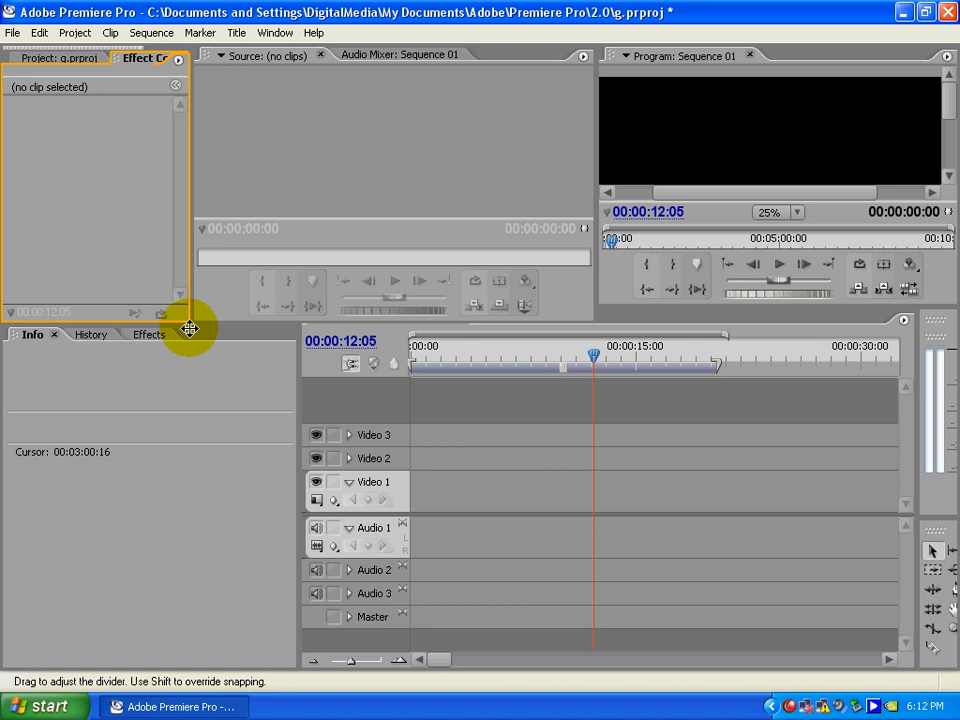 Adobe Premiere Pro - C:\Documents and Settings\DigitalMedia\My Documents\Adobe\Premiere Pro\2.0\g.prproj *
File Edit Project Clip Sequence Marker Title Window Help
Project: g.prproj Effect Co
Source: (no clips) Audio Mixer: Sequence 01
Program: Sequence 01
(no clip selected)
00:00:00:00 00:00:00:00
00:00:12:05 25% 00:00:00:00
00:00 00:05:00:00 00:10:
00:00:12:05
Info History Effects
00:00:12:05 :00:00 00:00:15:00 00:00:30:00
Video 3
Video 2
Cursor: 00:03:00:16
Video 1
Audio 1
L
R
Audio 2
Audio 3
Master
Drag to adjust the divider. Use Shift to override snapping.
start Adobe Premiere Pro -... 6:12 PM